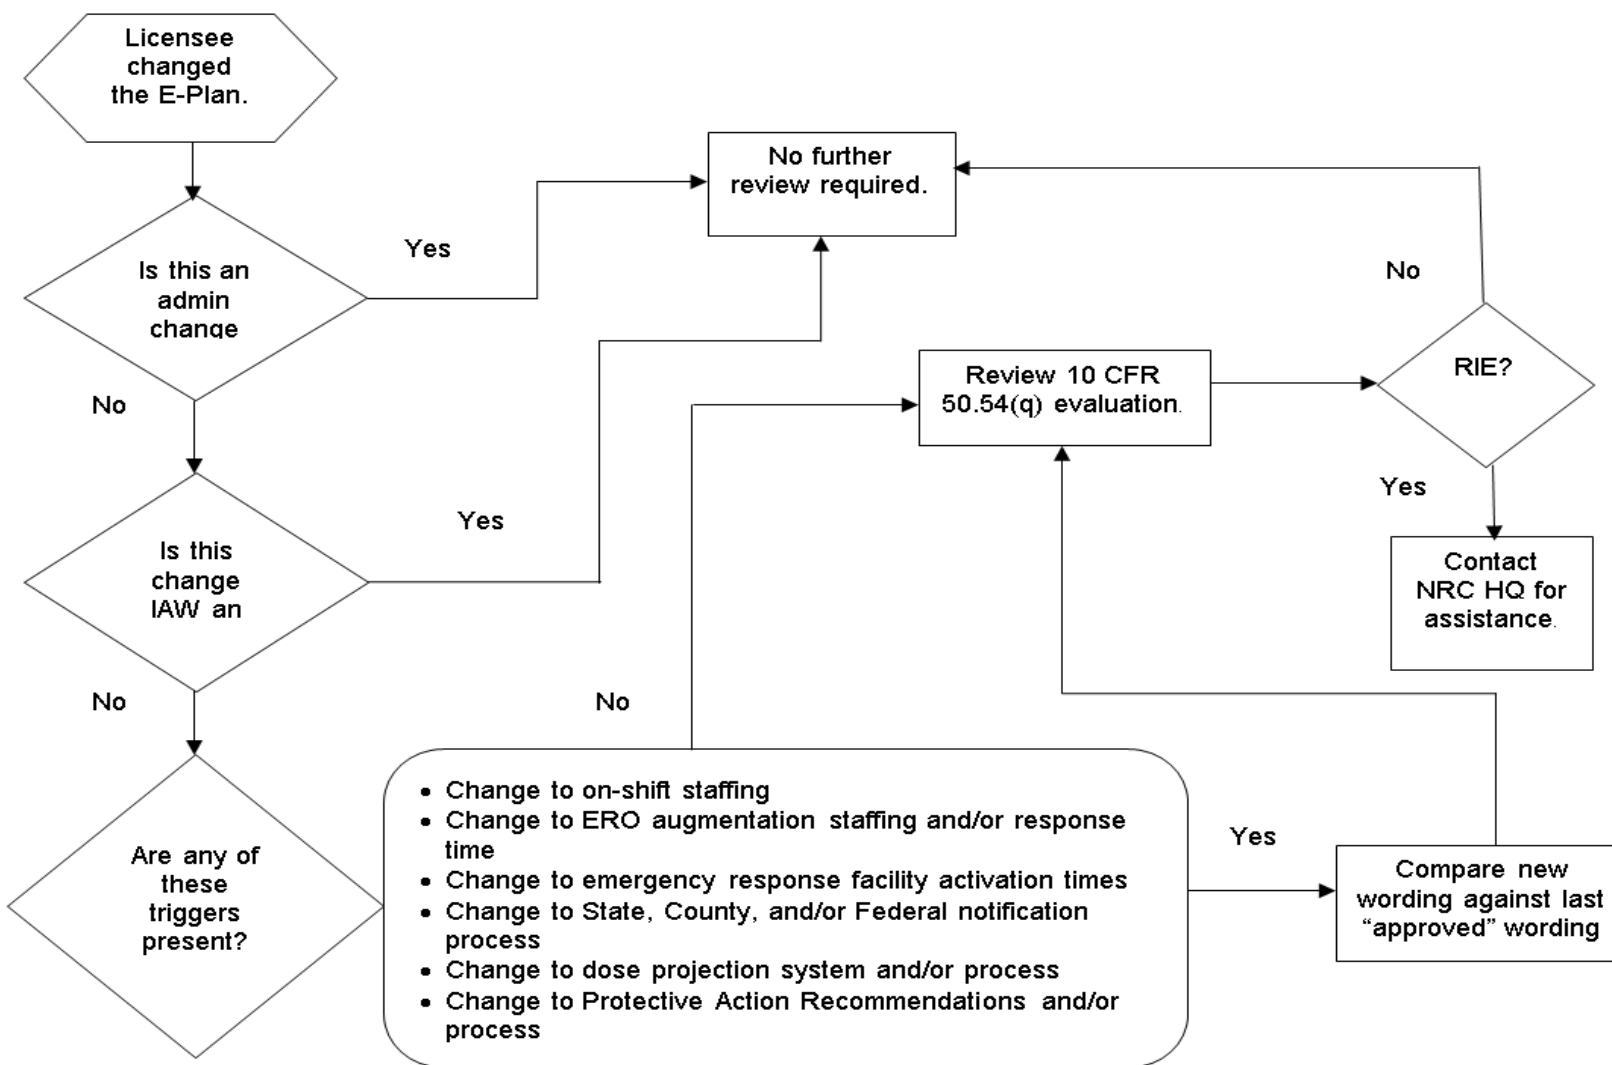 Licensee
changed
the E-Plan.
No further
review required.
Yes
Is this an
admin
change
No
RIE?
Review 10 CFR
50.54(q) evaluation.
No
Yes
Yes
Is this
change
IAW an
Contact
NRC HQ for
assistance.
No
No
• Change to on-shift staffing
• Change to ERO augmentation staffing and/or response
time
• Change to emergency response facility activation times
• Change to State, County, and/or Federal notification
process
• Change to dose projection system and/or process
• Change to Protective Action Recommendations and/or
process
Yes
Are any of
these
triggers
present?
Compare new
wording against last
“approved” wording